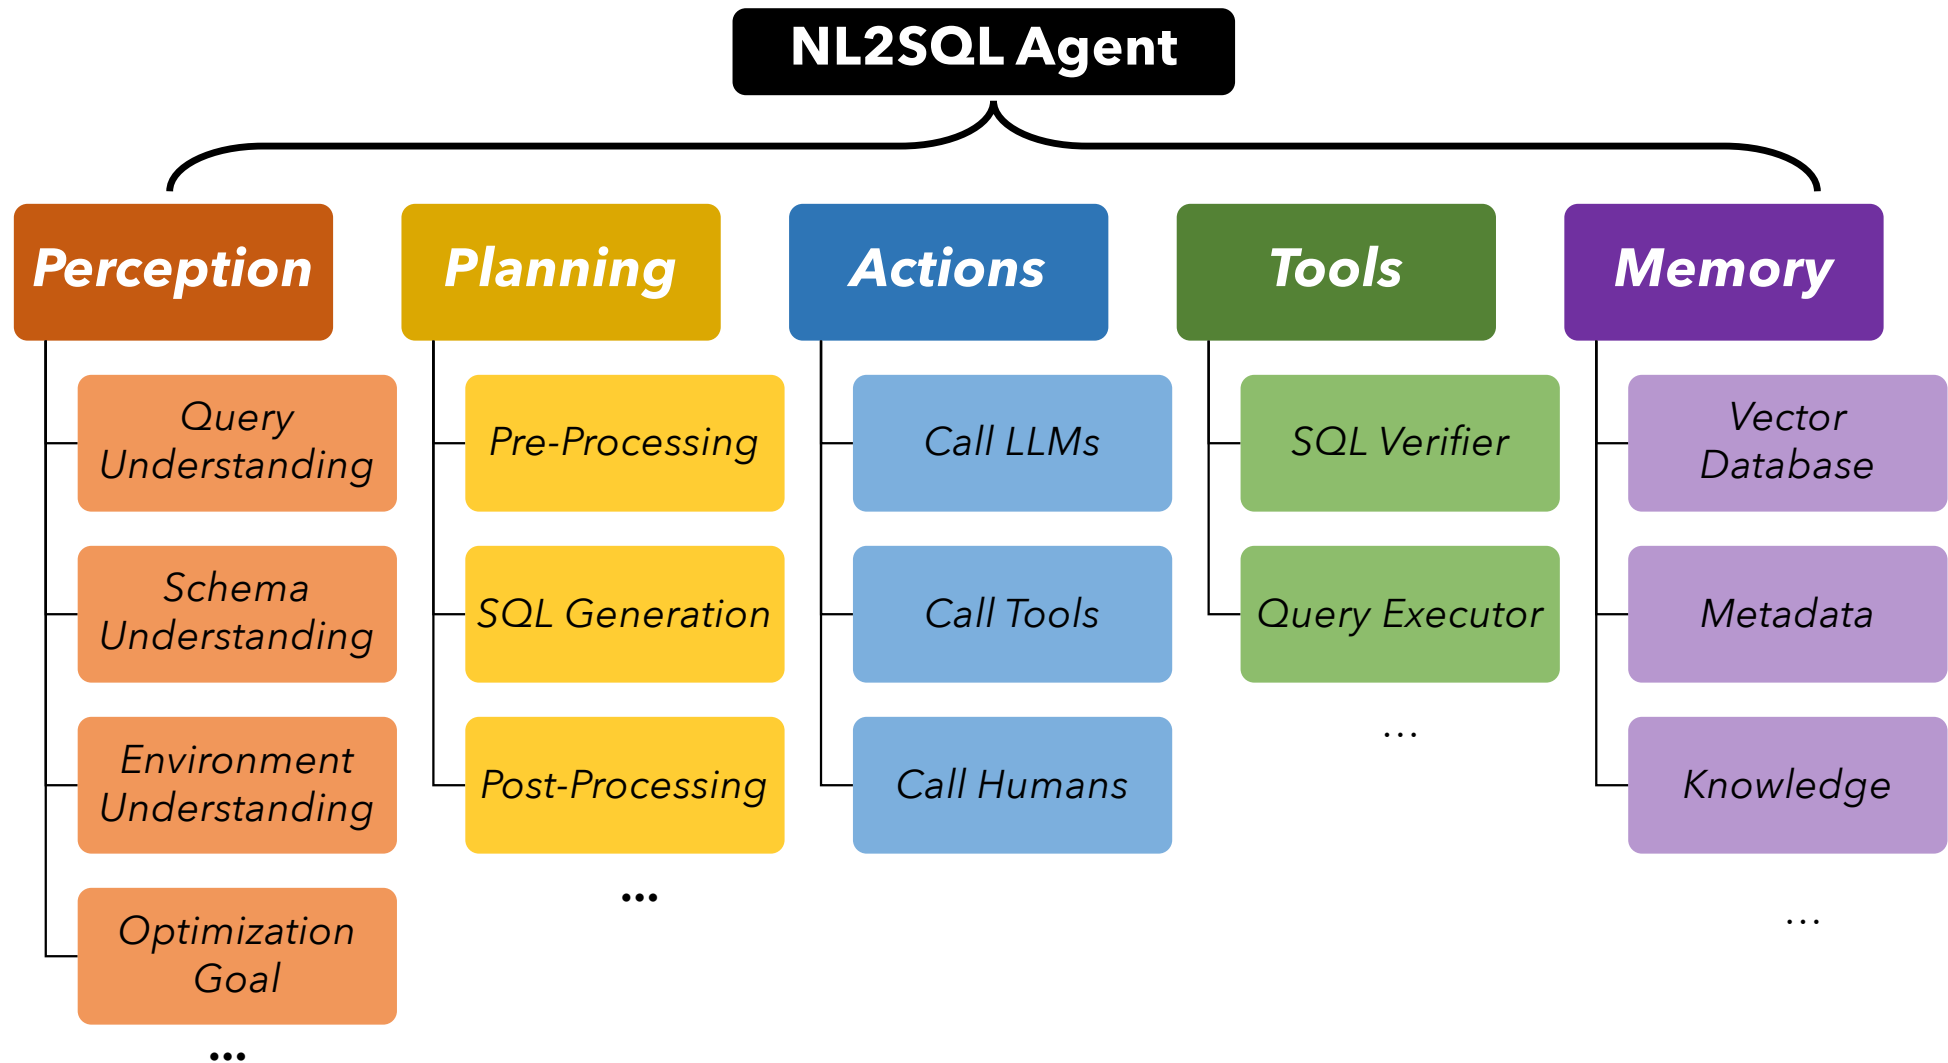 NL2SQL Agent
Perception
Query
Understanding
Schema
Understanding
Environment
Understanding
Optimization
Goal
...
Planning
Pre-Processing
SQL Generation
Post-Processing
...
Actions
Call LLMs
Call Tools
Call Humans
Tools
SQL Verifier
Query Executor
...
Memory
Vector
Database
Metadata
Knowledge
...